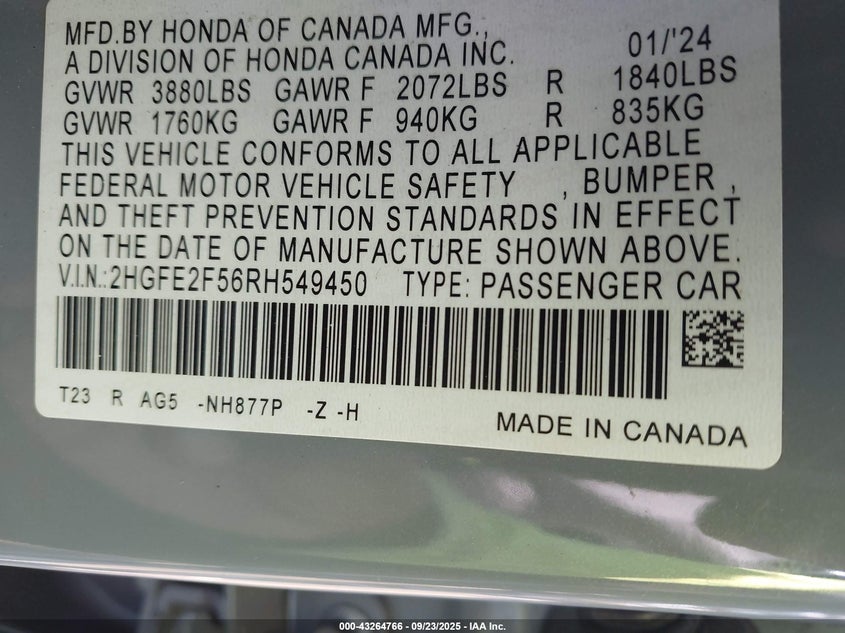 MFD.BY HONDA OF CANADA MFG.,
A DIVISION OF HONDA CANADA INC. 01/'24
GVWR 3880LBS GAWR F 2072LBS R 1840LBS
GVWR 1760KG GAWR F 940KG R 835KG
THIS VEHICLE CONFORMS TO ALL APPLICABLE
FEDERAL MOTOR VEHICLE SAFETY , BUMPER ,
AND THEFT PREVENTION STANDARDS IN EFFECT
ON THE DATE OF MANUFACTURE SHOWN ABOVE.
V.I.N.:2HGFE2F56RH549450 TYPE: PASSENGER CAR
T23 R AG5 -NH877P -Z -H
MADE IN CANADA
000-43264766 - 09/23/2025 - IAA Inc.